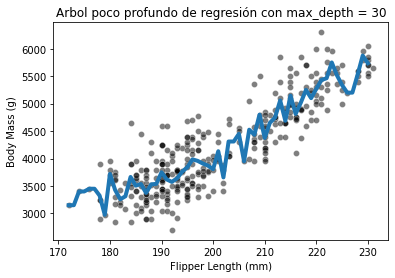 Arbol poco profundo de regresión con max_depth = 30
Body Mass (g)
6000
5500
5000
4500
4000
3500
3000
170 180 190 200 210 220 230
Flipper Length (mm)